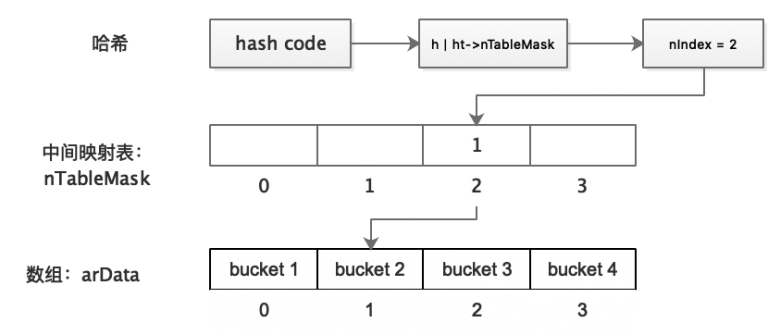 哈希
hash code
h | ht->nTableMask
nIndex = 2
中间映射表：
nTableMask
1
0 1 2 3
数组：arData
bucket 1 bucket 2 bucket 3 bucket 4
0 1 2 3